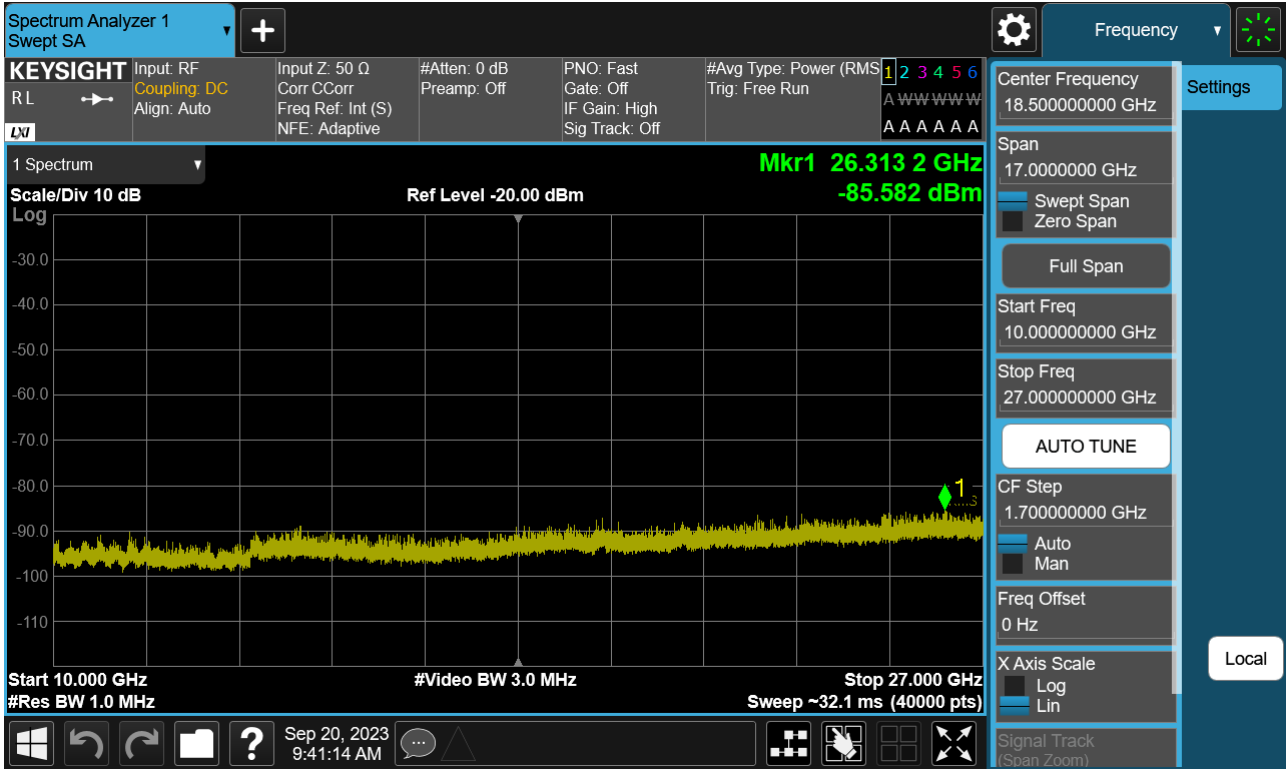 Spectrum Analyzer 1
Swept SA
Frequency
KEYSIGHT
R L
LXI
Input: RF
Coupling: DC
Align: Auto
Input Z: 50 Ω
Corr CCorr
Freq Ref: Int (S)
NFE: Adaptive
#Atten: 0 dB
Preamp: Off
PNO: Fast
Gate: Off
IF Gain: High
Sig Track: Off
#Avg Type: Power (RMS
Trig: Free Run
1 2 3 4 5 6
A W W W W W
A A A A A A
1 Spectrum
Scale/Div 10 dB
Log
Ref Level -20.00 dBm
Mkr1 26.313 2 GHz
-85.582 dBm
-30.0
-40.0
-50.0
-60.0
-70.0
-80.0
-90.0
-100
-110
1
Start 10.000 GHz
#Res BW 1.0 MHz
#Video BW 3.0 MHz
Stop 27.000 GHz
Sweep ~32.1 ms (40000 pts)
Center Frequency
18.500000000 GHz
Span
17.0000000 GHz
Swept Span
Zero Span
Full Span
Start Freq
10.000000000 GHz
Stop Freq
27.000000000 GHz
AUTO TUNE
CF Step
1.700000000 GHz
Auto
Man
Freq Offset
0 Hz
X Axis Scale
Log
Lin
Signal Track
(Span Zoom)
Settings
Local
?
Sep 20, 2023
9:41:14 AM